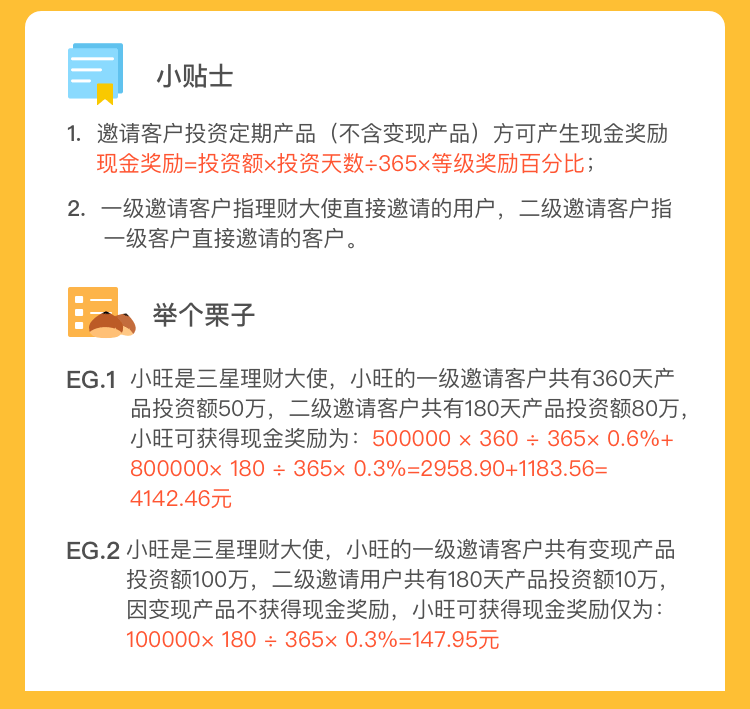 小贴士
1. 邀请客户投资定期产品（不含变现产品）方可产生现金奖励
现金奖励=投资额×投资天数÷365×等级奖励百分比；
2. 一级邀请客户指理财大使直接邀请的用户，二级邀请客户指
一级客户直接邀请的客户。
举个栗子
EG.1 小旺是三星理财大使，小旺的一级邀请客户共有360天产
品投资额50万，二级邀请客户共有180天产品投资额80万，
小旺可获得现金奖励为：500000 × 360 ÷ 365× 0.6%+
800000× 180 ÷ 365× 0.3%=2958.90+1183.56=
4142.46元
EG.2 小旺是三星理财大使，小旺的一级邀请客户共有变现产品
投资额100万，二级邀请用户共有180天产品投资额10万，
因变现产品不获得现金奖励，小旺可获得现金奖励仅为：
100000× 180 ÷ 365× 0.3%=147.95元